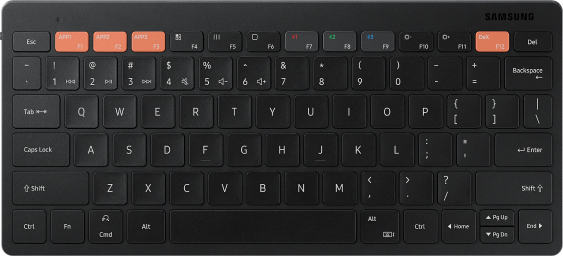 SAMSUNG
Esc APP1 F1 APP2 F2 APP3 F3 F4 F5 F6 F7 F8 F9 F10 F11 DeX F12 Del
~ ! @ # $ % ^ & * ( ) - + Backspace
` 1 2 3 4 5 6 7 8 9 0 - =
Tab Q W E R T Y U I O P { [ } ] | \
Caps Lock A S D F G H J K L : ; " ' Enter
Shift Z X C V B N M < , > . ? / Shift
Ctrl Fn Cmd Alt Alt Ctrl Home Pg Up Pg Dn End